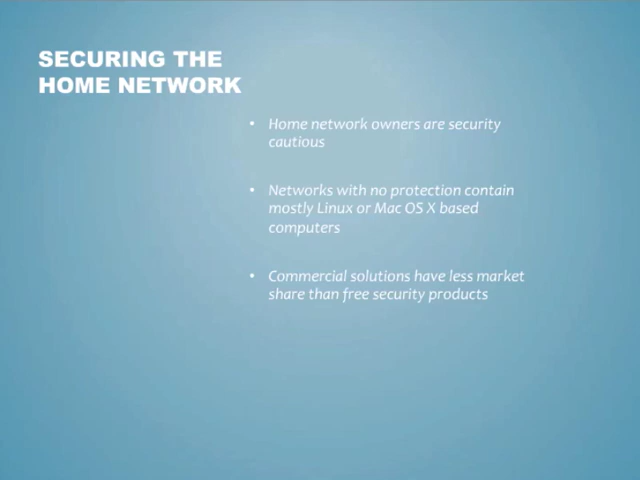 SECURING THE
HOME NETWORK
• Home network owners are security
cautious
• Networks with no protection contain
mostly Linux or Mac OS X based
computers
• Commercial solutions have less market
share than free security products